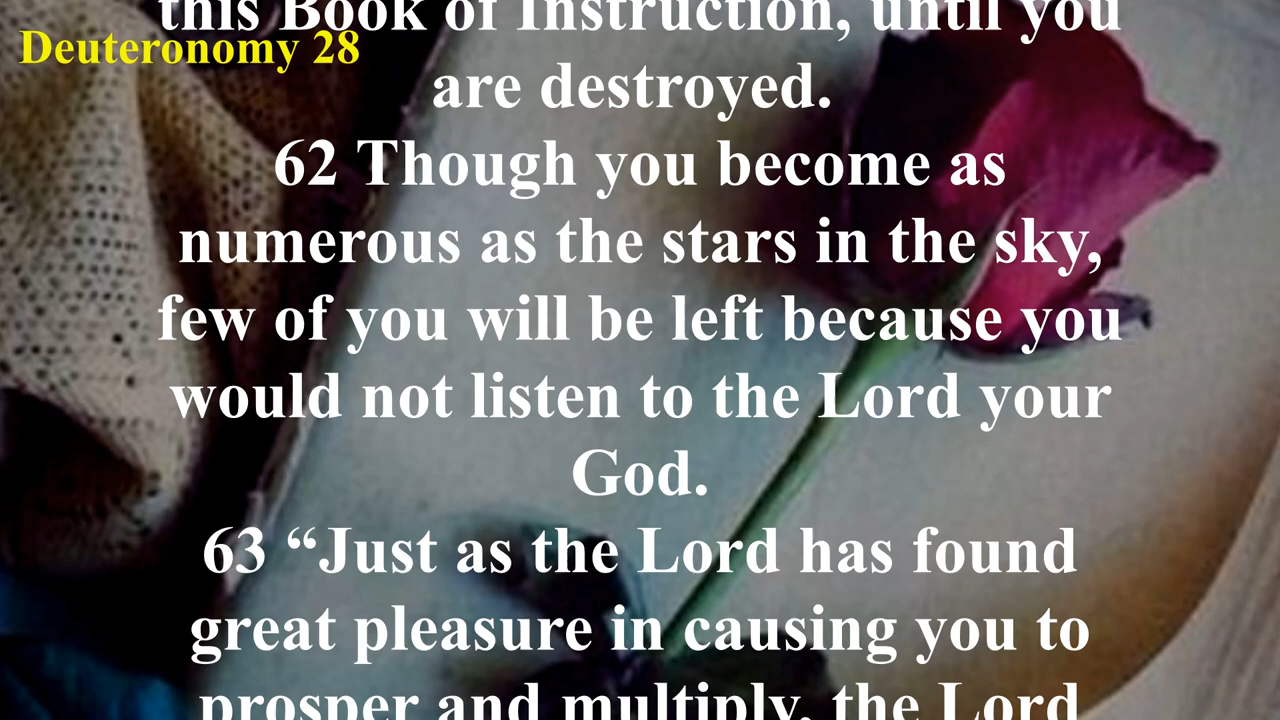 this Book of Instruction, until you
Deuteronomy 28
are destroyed.
62 Though you become as
numerous as the stars in the sky,
few of you will be left because you
would not listen to the Lord your
God.
63 “Just as the Lord has found
great pleasure in causing you to
prosper and multiply, the Lord